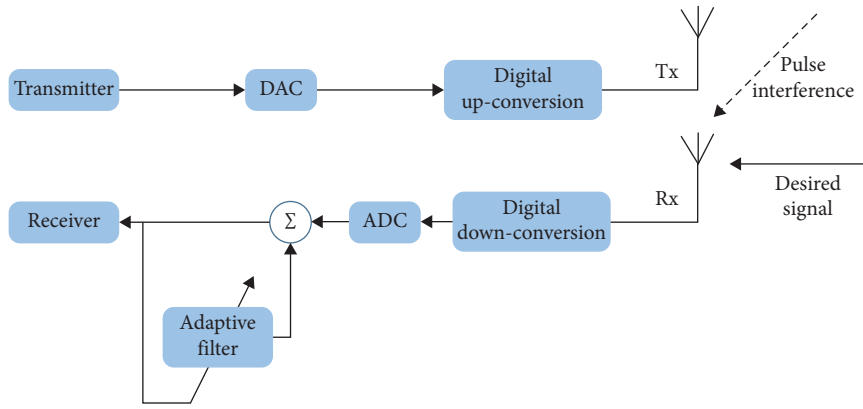 Transmitter
DAC
Digital
up-conversion
Tx
Pulse
interference
Receiver
Σ
ADC
Digital
down-conversion
Rx
Desired
signal
Adaptive
filter